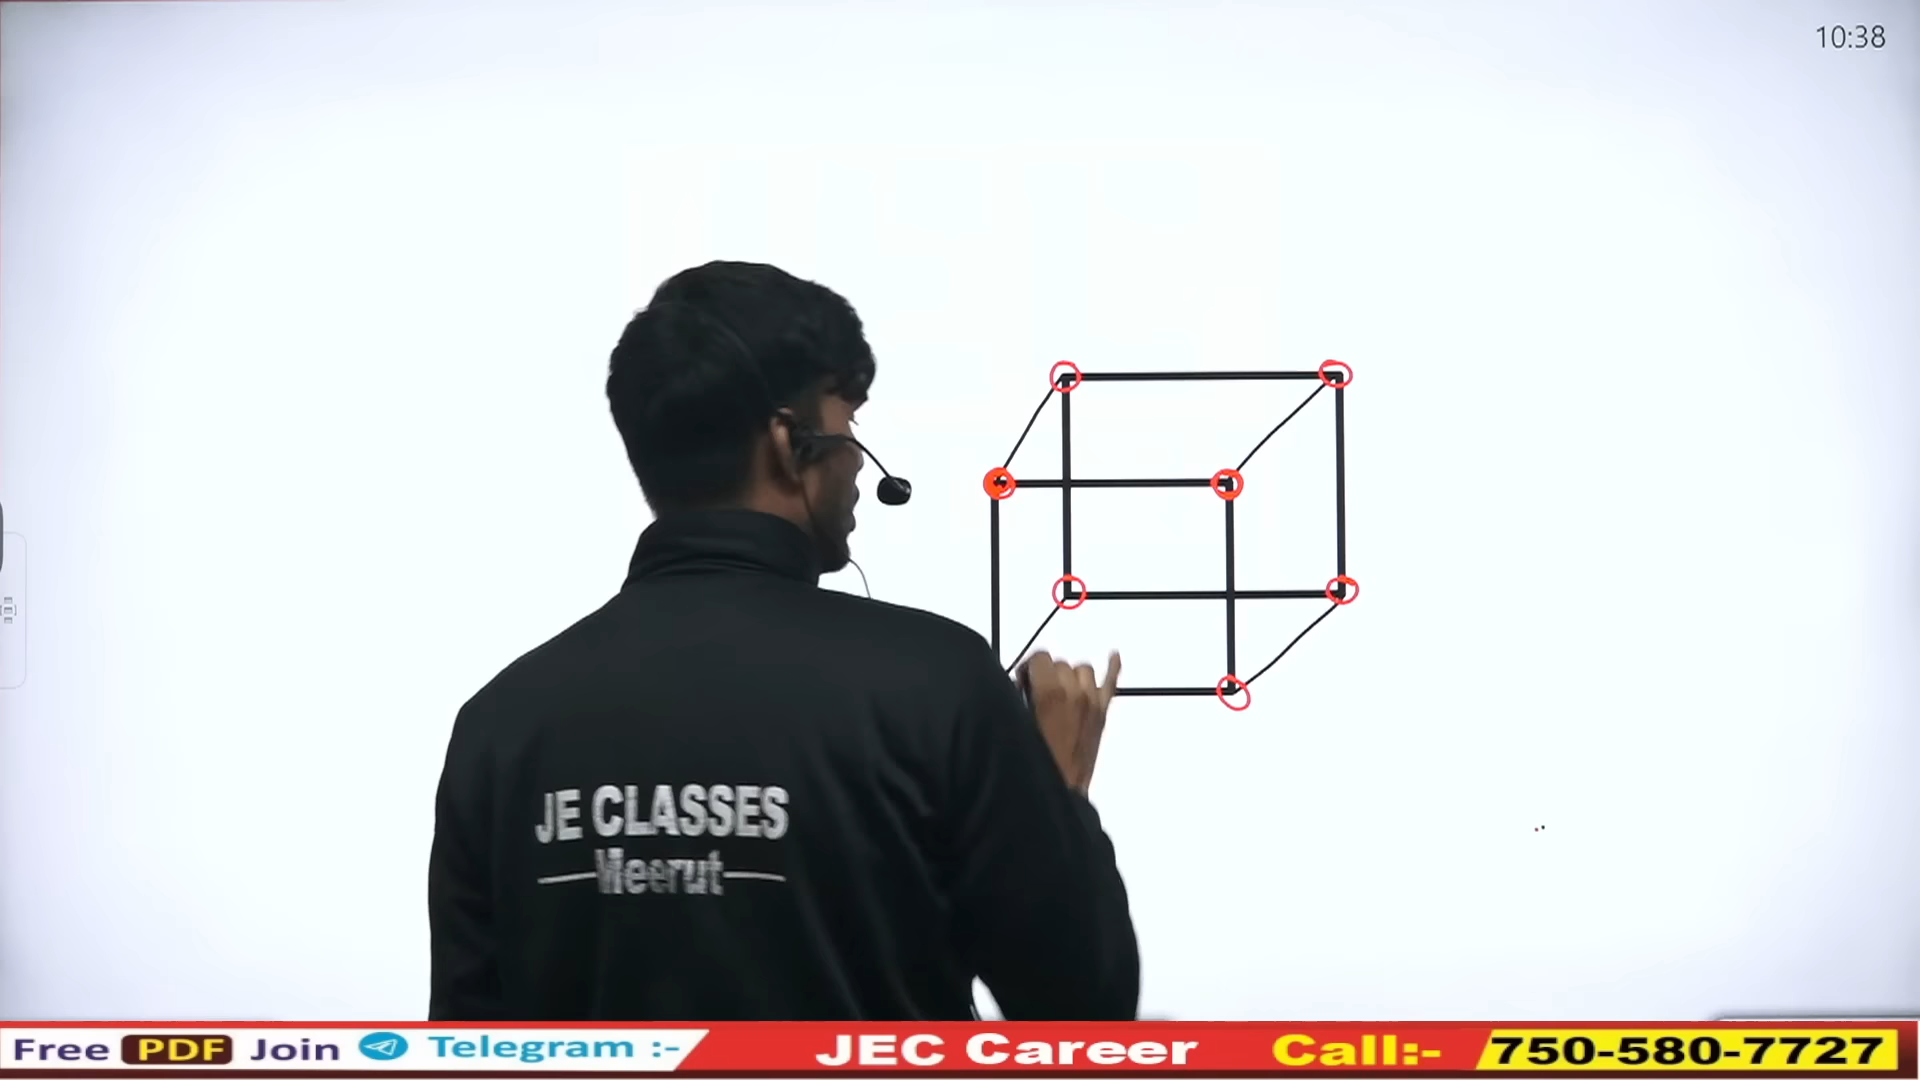 10:38
JE CLASSES
Meerut
Free PDF Join Telegram :- JEC Career Call:- 750-580-7727